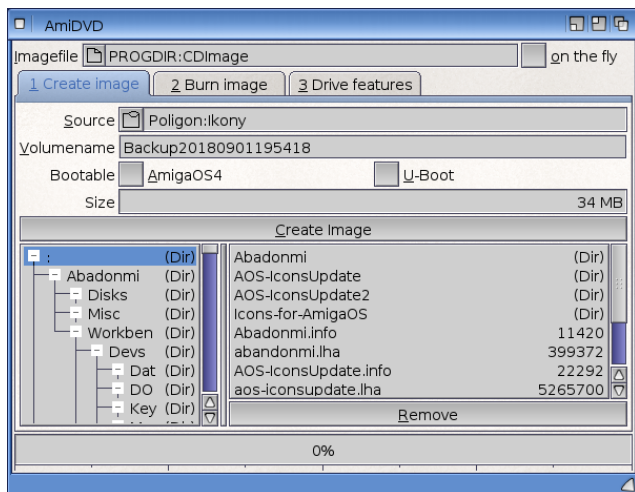 AmiDVD
Imagefile PROGDIR:CDImage on the fly
1 Create image 2 Burn image 3 Drive features
Source Poligon:Ikony
Volumename Backup20180901195418
Bootable AmigaOS4 U-Boot
Size 34 MB
Create Image
: (Dir) Abadonmi (Dir)
Abadonmi (Dir) AOS-IconsUpdate (Dir)
Disks (Dir) AOS-IconsUpdate2 (Dir)
Misc (Dir) Icons-for-AmigaOS (Dir)
Workben (Dir) Abadonmi.info 11420
Devs (Dir) abandonmi.lha 399372
Dat (Dir) AOS-IconsUpdate.info 22292
DO (Dir) aos-iconsupdate.lha 5265700
Key (Dir) Remove
0%